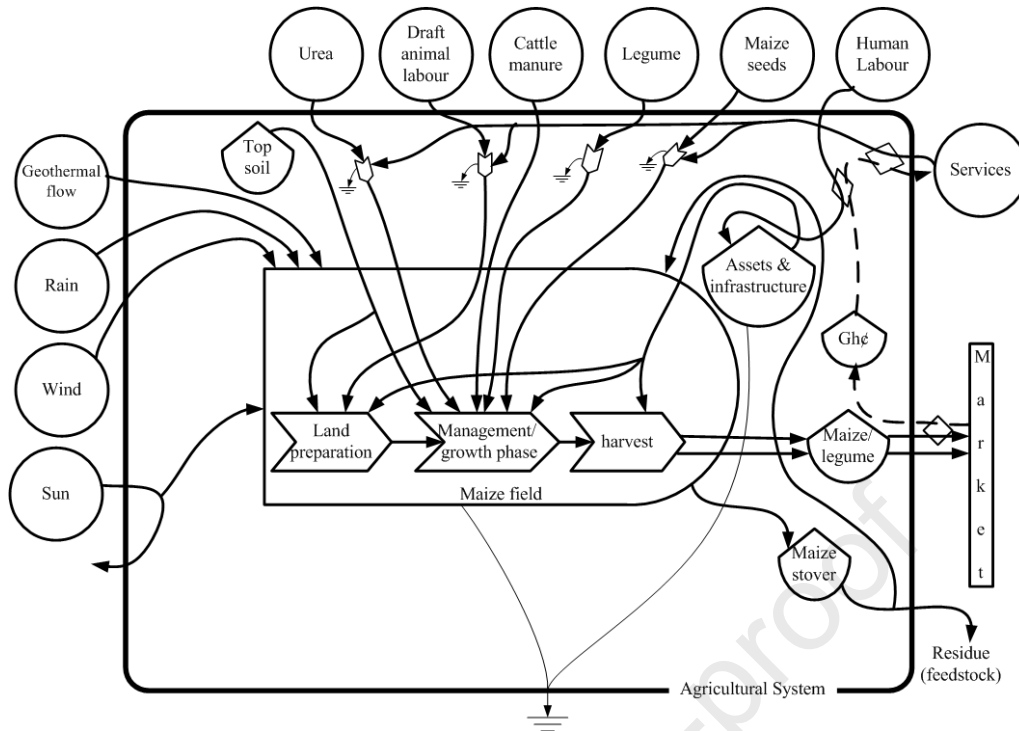 Urea
Draft
animal
labour
Cattle
manure
Legume
Maize
seeds
Human
Labour
Top
soil
Geothermal
flow
Services
Rain
Assets &
infrastructure
Wind
Gh¢
Market
Land
preparation
Management/
growth phase
harvest
Maize/
legume
Sun
Maize field
Maize
stover
Residue
(feedstock)
Agricultural System